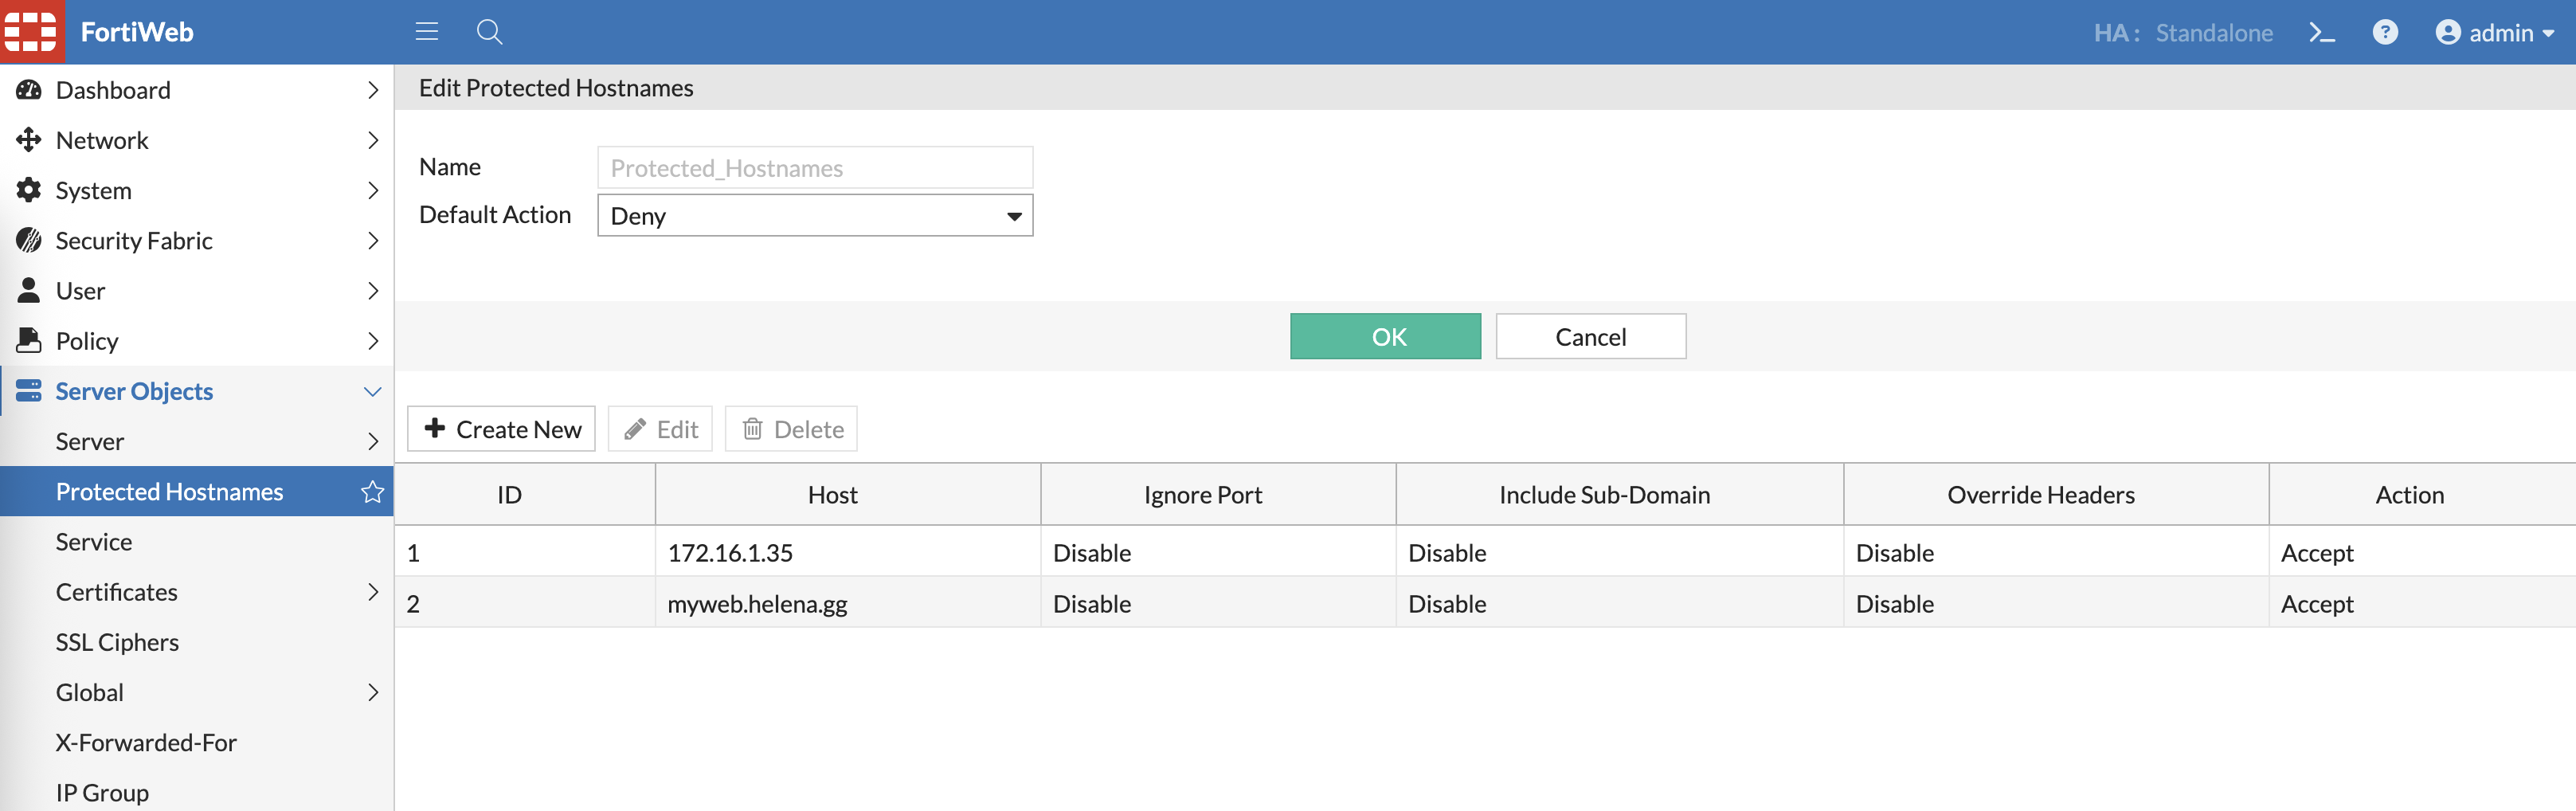 FortiWeb
HA: Standalone
admin
Dashboard
Network
System
Security Fabric
User
Policy
Server Objects
Server
Protected Hostnames
Service
Certificates
SSL Ciphers
Global
X-Forwarded-For
IP Group
Edit Protected Hostnames
Name Protected_Hostnames
Default Action Deny
OK Cancel
Create New Edit Delete
ID Host Ignore Port Include Sub-Domain Override Headers Action
1 172.16.1.35 Disable Disable Disable Accept
2 myweb.helena.gg Disable Disable Disable Accept